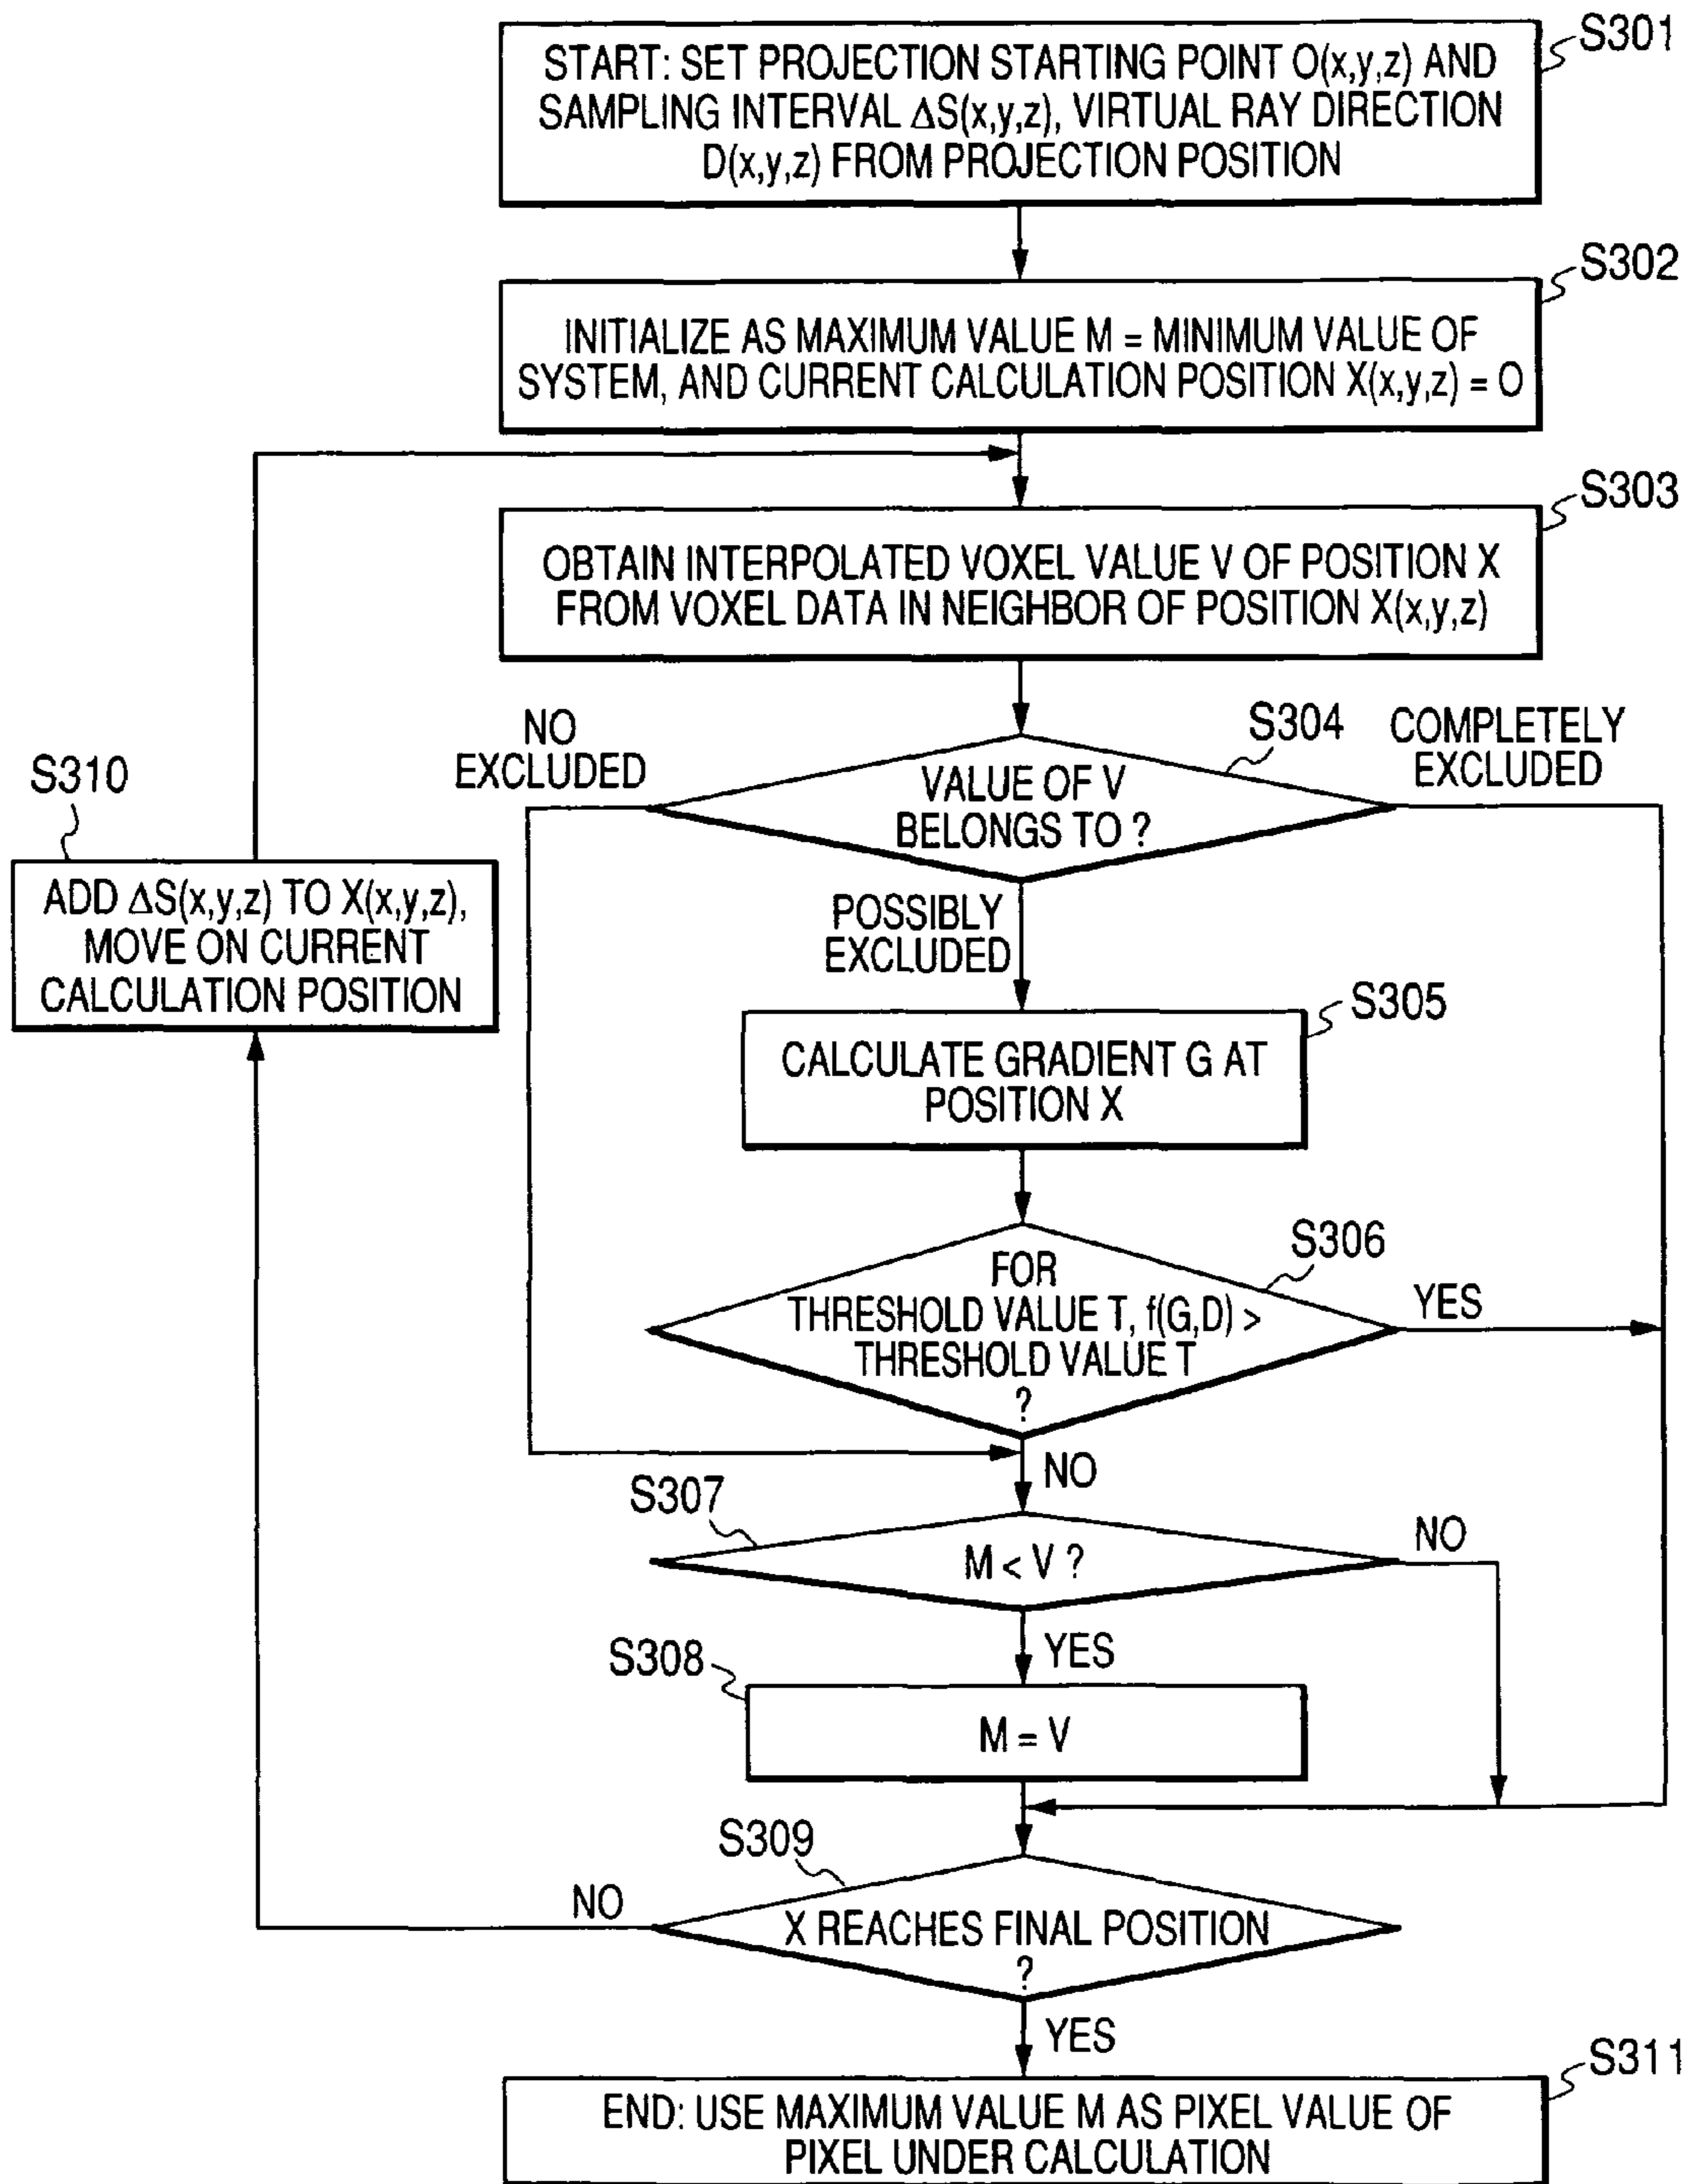 S301
START: SET PROJECTION STARTING POINT O(x,y,z) AND
SAMPLING INTERVAL ΔS(x,y,z), VIRTUAL RAY DIRECTION
D(x,y,z) FROM PROJECTION POSITION
S302
INITIALIZE AS MAXIMUM VALUE M = MINIMUM VALUE OF
SYSTEM, AND CURRENT CALCULATION POSITION X(x,y,z) = O
S303
OBTAIN INTERPOLATED VOXEL VALUE V OF POSITION X
FROM VOXEL DATA IN NEIGHBOR OF POSITION X(x,y,z)
NO
EXCLUDED
S304
COMPLETELY
EXCLUDED
VALUE OF V
BELONGS TO ?
S310
ADD ΔS(x,y,z) TO X(x,y,z),
MOVE ON CURRENT
CALCULATION POSITION
POSSIBLY
EXCLUDED
S305
CALCULATE GRADIENT G AT
POSITION X
S306
FOR
THRESHOLD VALUE T, f(G,D) >
THRESHOLD VALUE T
?
YES
NO
S307
M < V ?
NO
YES
S308
M = V
S309
X REACHES FINAL POSITION
?
NO
YES
S311
END: USE MAXIMUM VALUE M AS PIXEL VALUE OF
PIXEL UNDER CALCULATION